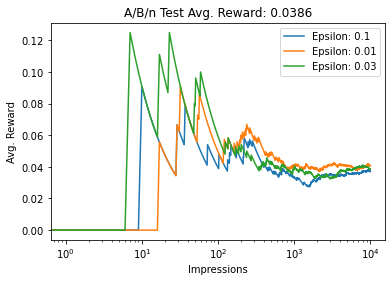 A/B/n Test Avg. Reward: 0.0386
Epsilon: 0.1
Epsilon: 0.01
Epsilon: 0.03
Avg. Reward
0.12
0.10
0.08
0.06
0.04
0.02
0.00
10⁰ 10¹ 10² 10³ 10⁴
Impressions